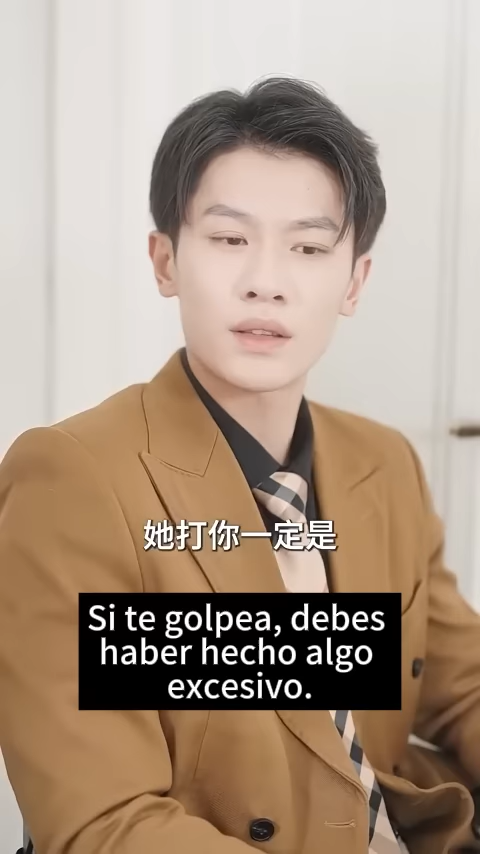 她打你一定是
Si te golpea, debes
haber hecho algo
excesivo.